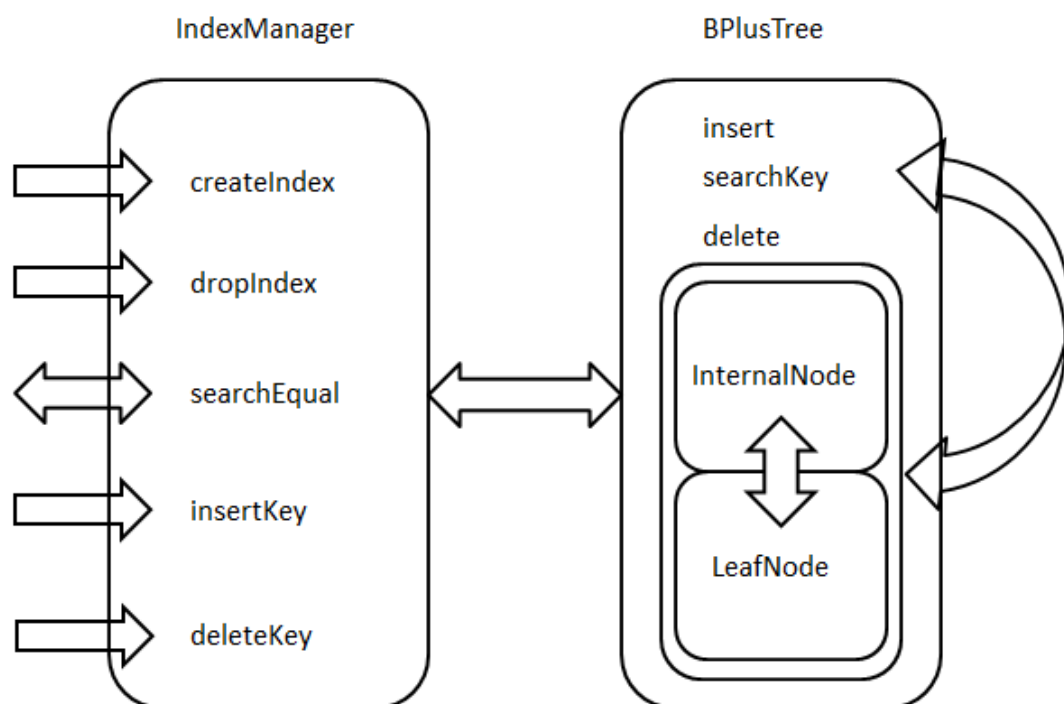 IndexManager
createIndex
dropIndex
searchEqual
insertKey
deleteKey
BPlusTree
insert
searchKey
delete
InternalNode
LeafNode